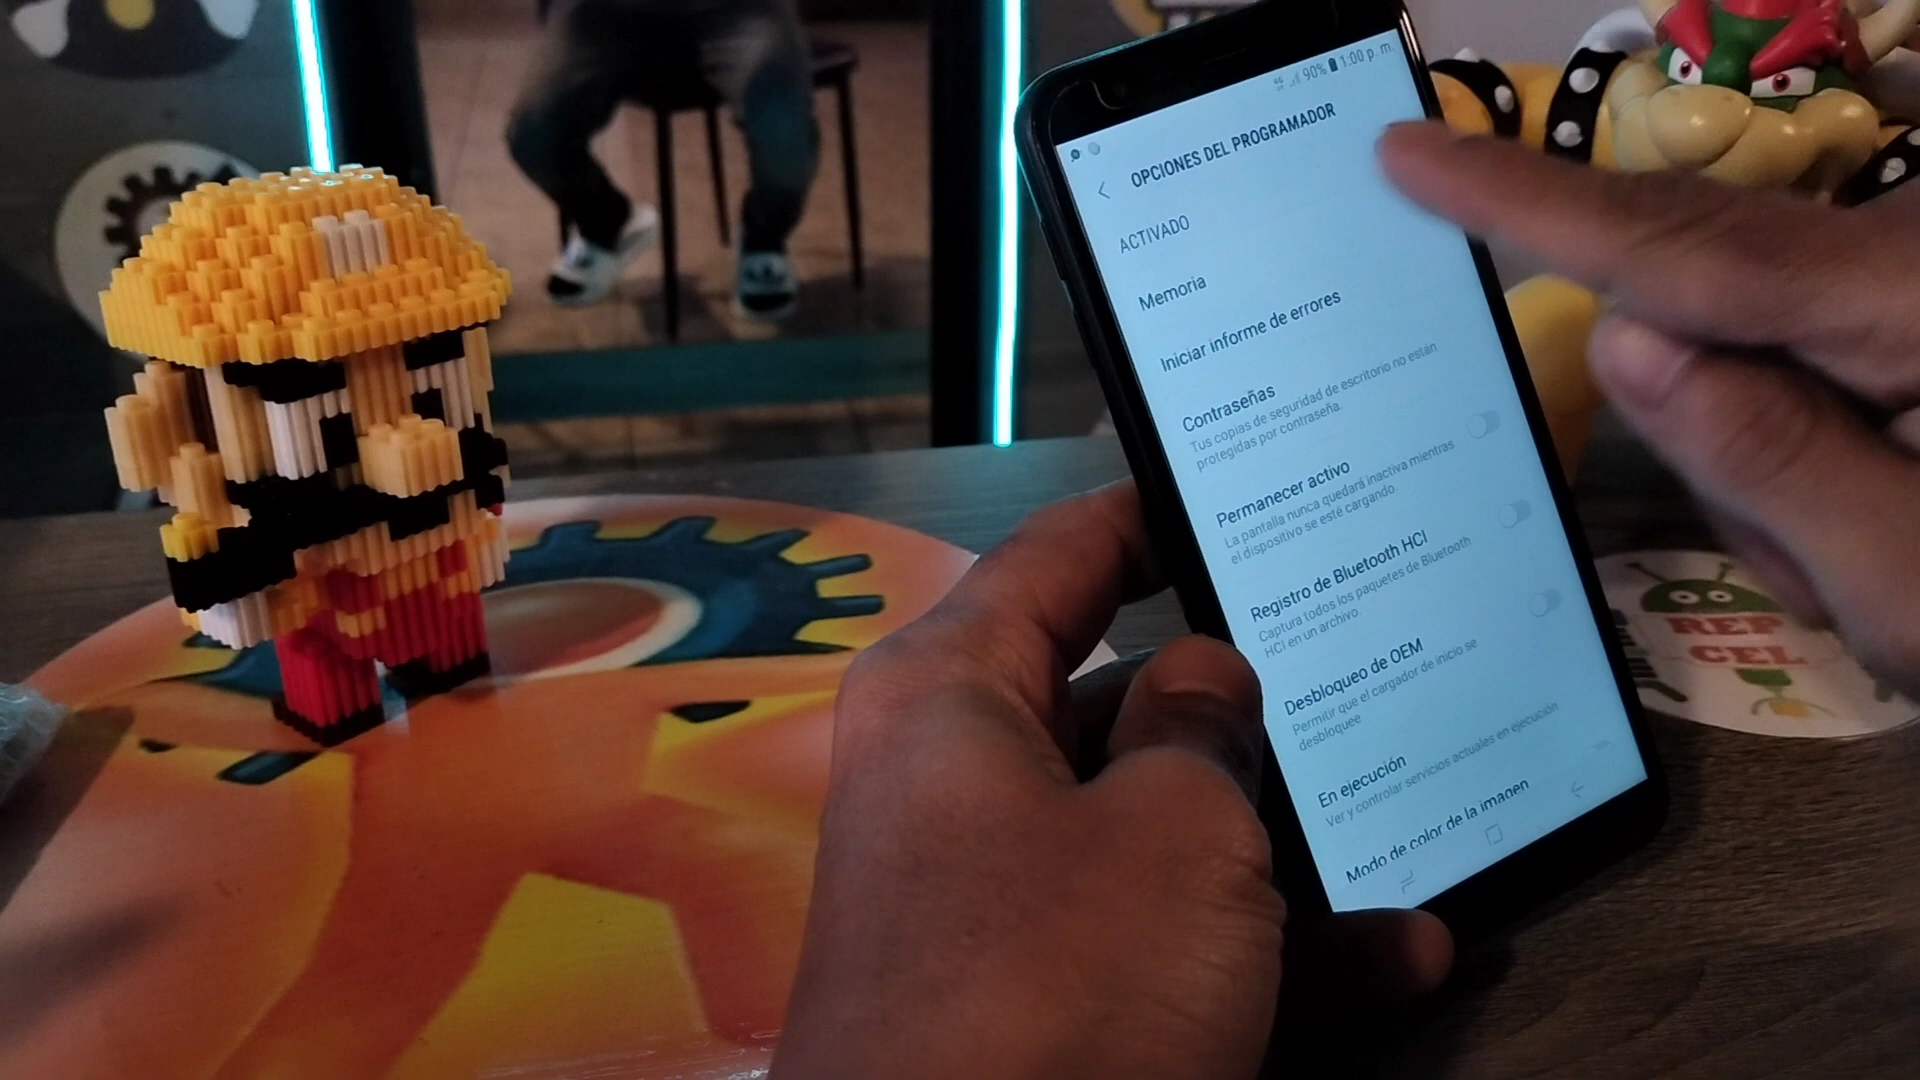 90% 1:00 p. m.
OPCIONES DEL PROGRAMADOR
ACTIVADO
Memoria
Iniciar informe de errores
Contraseñas
Tus copias de seguridad de escritorio no están
protegidas por contraseña.
Permanecer activo
La pantalla nunca quedará inactiva mientras
el dispositivo se esté cargando.
Registro de Bluetooth HCI
Captura todos los paquetes de Bluetooth
HCI en un archivo.
Desbloqueo de OEM
Permitir que el cargador de inicio se
desbloquee
En ejecución
Ver y controlar servicios actuales en ejecución
Modo de color de la imagen
REP
CEL